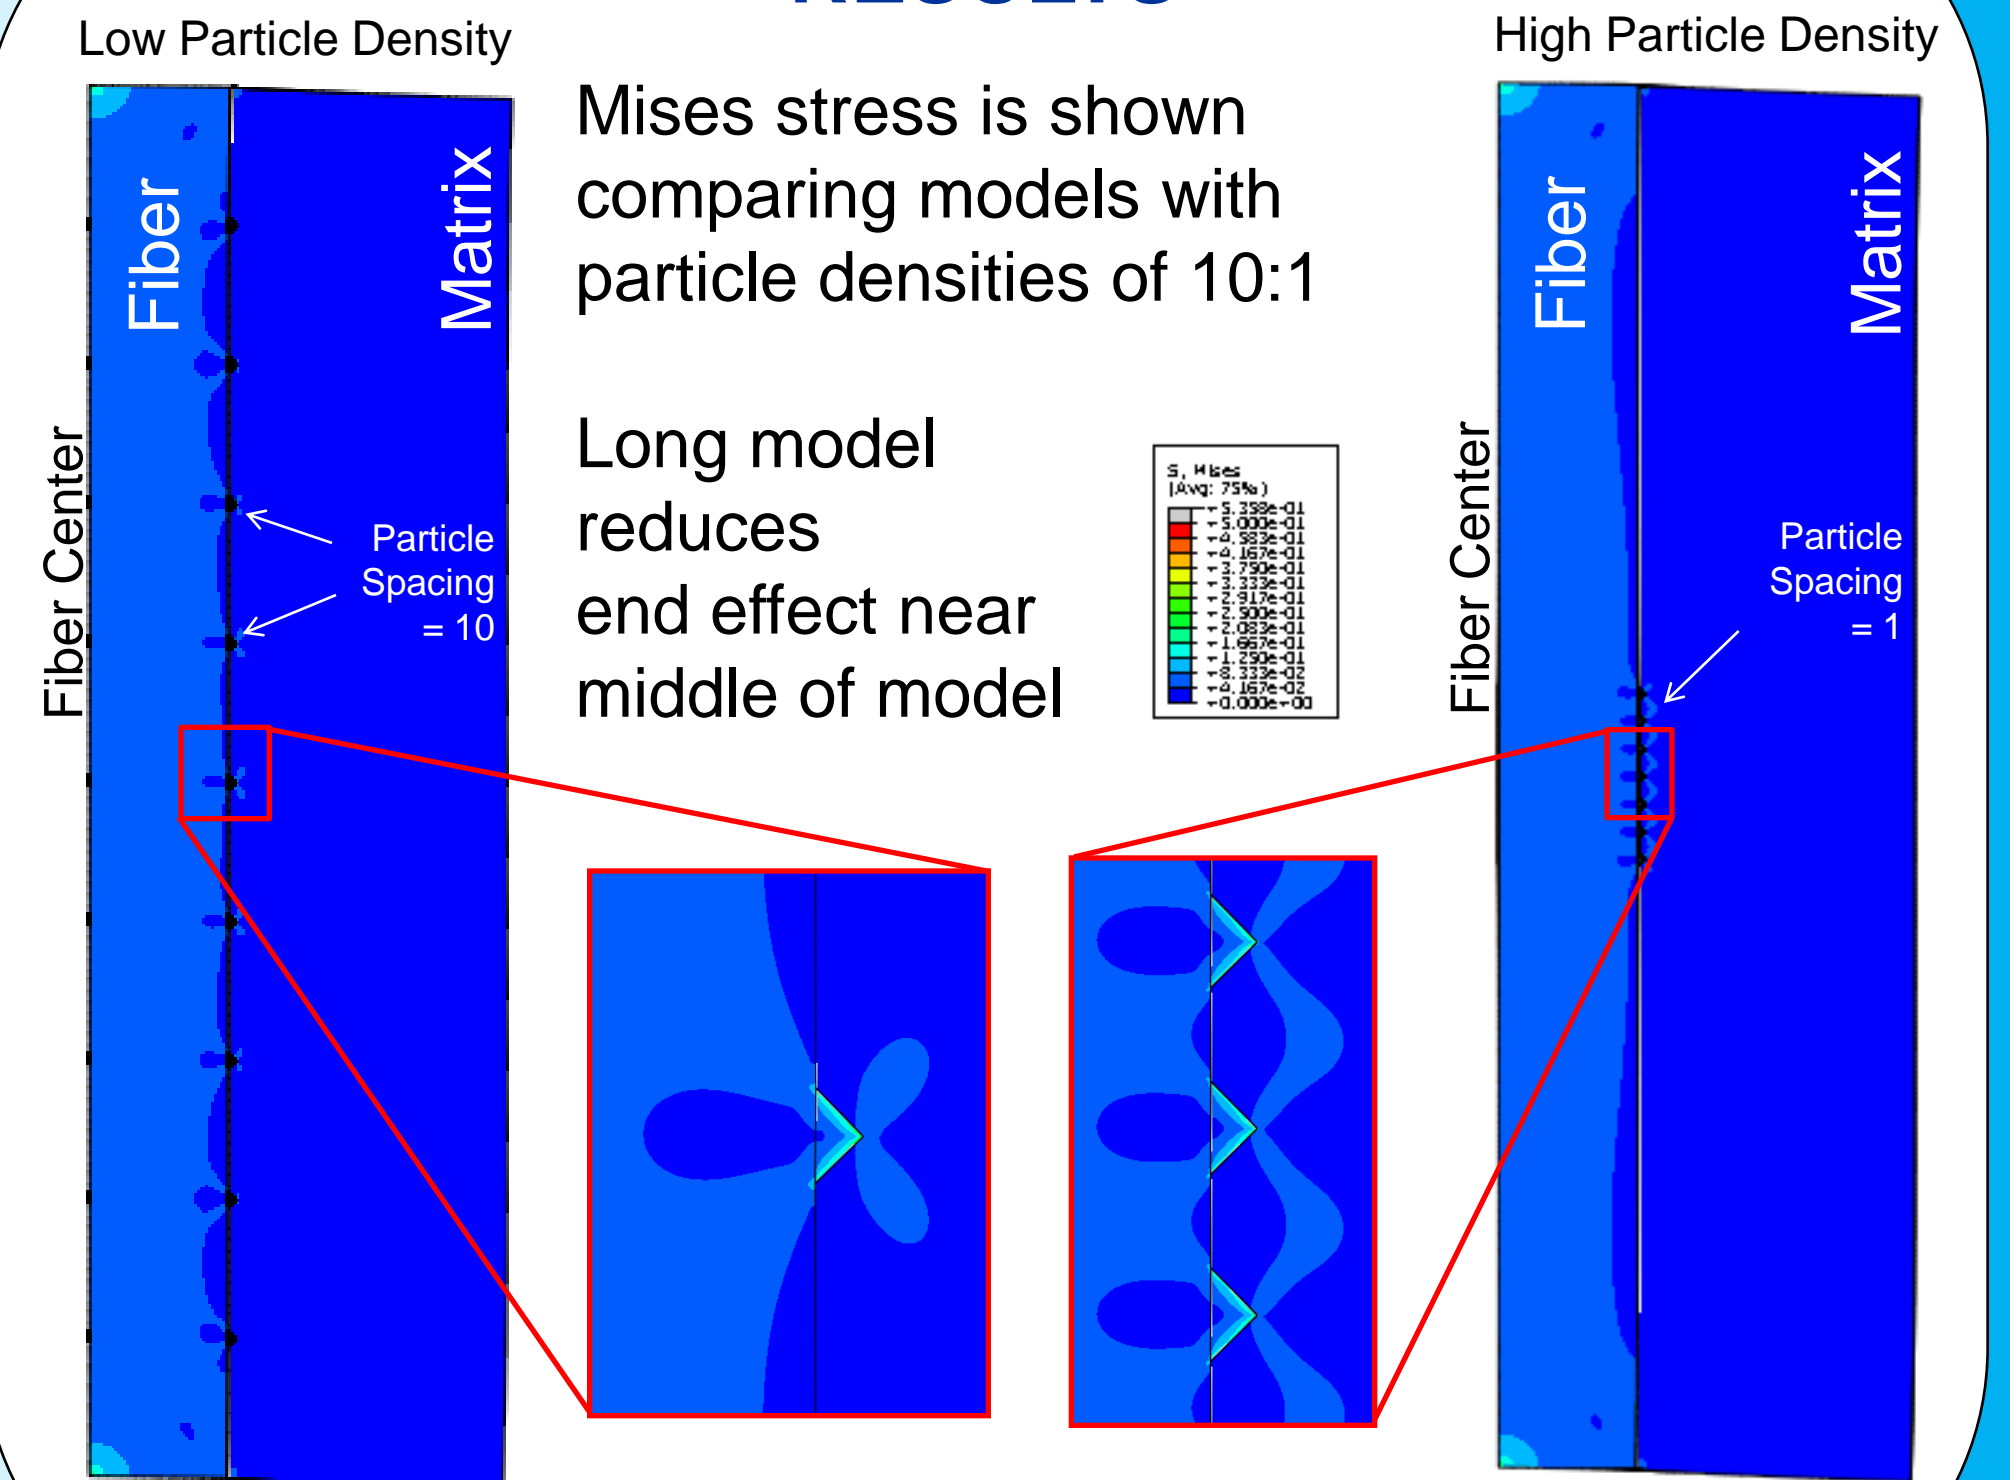 RESULTS
Low Particle Density
High Particle Density
Mises stress is shown
comparing models with
particle densities of 10:1
Long model
reduces
end effect near
middle of model
Fiber
Matrix
Fiber Center
Particle
Spacing
= 10
S, Mises
(Avg: 75%)
+5.358e-01
+5.000e-01
+4.583e-01
+4.167e-01
+3.750e-01
+3.333e-01
+2.917e-01
+2.500e-01
+2.083e-01
+1.667e-01
+1.250e-01
+8.333e-02
+4.167e-02
+0.000e+00
Fiber
Matrix
Fiber Center
Particle
Spacing
= 1